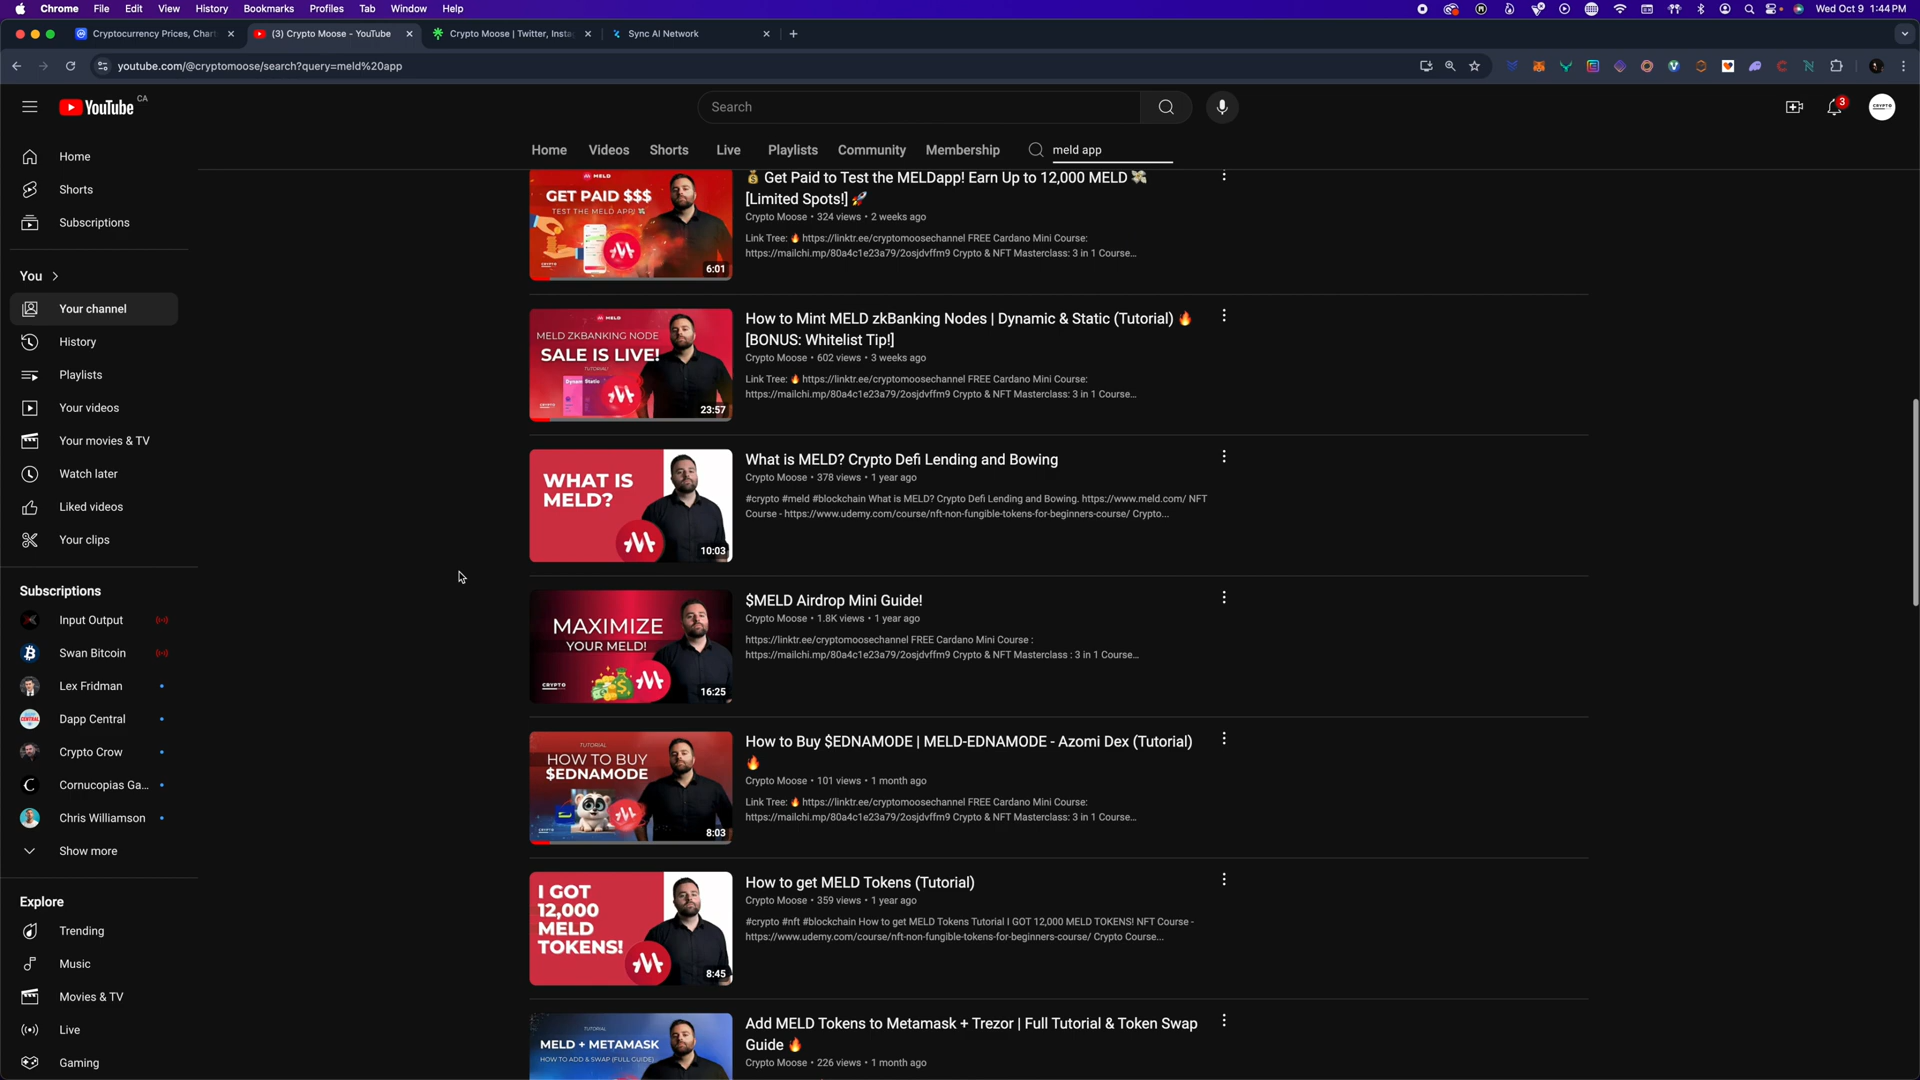 Chrome File Edit View History Bookmarks Profiles Tab Window Help
Wed Oct 9 1:44 PM
Cryptocurrency Prices, Char
(3) Crypto Moose - YouTube
Crypto Moose | Twitter, Insta
Sync AI Network
youtube.com/@cryptomoose/search?query=meld%20app
YouTube CA
Search
3
Home Videos Shorts Live Playlists Community Membership meld app
Home
Shorts
Subscriptions
You
Your channel
History
Playlists
Your videos
Your movies & TV
Watch later
Liked videos
Your clips
Subscriptions
Input Output
Swan Bitcoin
Lex Fridman
Dapp Central
Crypto Crow
Cornucopias Ga...
Chris Williamson
Show more
Explore
Trending
Music
Movies & TV
Live
Gaming
MELD
GET PAID $$$
TEST THE MELD APP!
6:01
💰 Get Paid to Test the MELDapp! Earn Up to 12,000 MELD 💸
[Limited Spots!] 🚀
Crypto Moose • 324 views • 2 weeks ago
Link Tree: 🔥 https://linktr.ee/cryptomoosechannel FREE Cardano Mini Course:
https://mailchi.mp/80a4c1e23a79/2osjdvffm9 Crypto & NFT Masterclass: 3 in 1 Course...
MELD
MELD ZKBANKING NODE
SALE IS LIVE!
TUTORIAL!
Dynam Static
23:57
How to Mint MELD zkBanking Nodes | Dynamic & Static (Tutorial) 🔥
[BONUS: Whitelist Tip!]
Crypto Moose • 602 views • 3 weeks ago
Link Tree: 🔥 https://linktr.ee/cryptomoosechannel FREE Cardano Mini Course:
https://mailchi.mp/80a4c1e23a79/2osjdvffm9 Crypto & NFT Masterclass: 3 in 1 Course...
WHAT IS
MELD?
10:03
What is MELD? Crypto Defi Lending and Bowing
Crypto Moose • 378 views • 1 year ago
#crypto #meld #blockchain What is MELD? Crypto Defi Lending and Bowing. https://www.meld.com/ NFT
Course - https://www.udemy.com/course/nft-non-fungible-tokens-for-beginners-course/ Crypto...
MAXIMIZE
YOUR MELD!
CRYPTO
16:25
$MELD Airdrop Mini Guide!
Crypto Moose • 1.8K views • 1 year ago
https://linktr.ee/cryptomoosechannel FREE Cardano Mini Course :
https://mailchi.mp/80a4c1e23a79/2osjdvffm9 Crypto & NFT Masterclass : 3 in 1 Course...
TUTORIAL
HOW TO BUY
$EDNAMODE
8:03
How to Buy $EDNAMODE | MELD-EDNAMODE - Azomi Dex (Tutorial)
🔥
Crypto Moose • 101 views • 1 month ago
Link Tree: 🔥 https://linktr.ee/cryptomoosechannel FREE Cardano Mini Course:
https://mailchi.mp/80a4c1e23a79/2osjdvffm9 Crypto & NFT Masterclass: 3 in 1 Course...
I GOT
12,000
MELD
TOKENS!
8:45
How to get MELD Tokens (Tutorial)
Crypto Moose • 359 views • 1 year ago
#crypto #nft #blockchain How to get MELD Tokens Tutorial I GOT 12,000 MELD TOKENS! NFT Course -
https://www.udemy.com/course/nft-non-fungible-tokens-for-beginners-course/ Crypto Course...
TUTORIAL
MELD + METAMASK
HOW TO ADD & SWAP (FULL GUIDE)
Add MELD Tokens to Metamask + Trezor | Full Tutorial & Token Swap
Guide 🔥
Crypto Moose • 226 views • 1 month ago